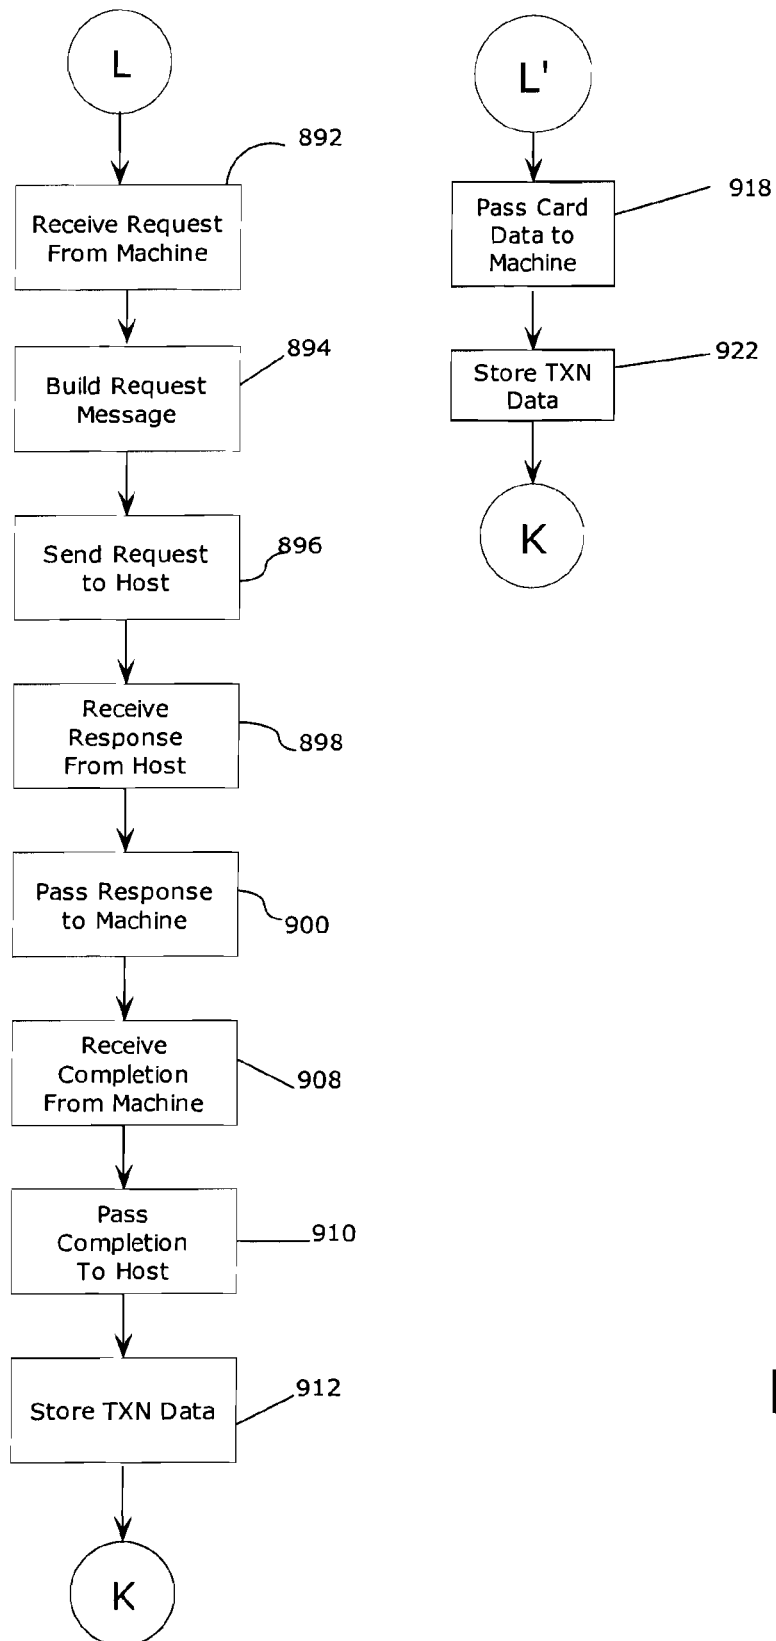 L
892
Receive Request
From Machine
894
Build Request
Message
896
Send Request
to Host
Receive
Response
From Host
898
Pass Response
to Machine
900
Receive
Completion
From Machine
908
Pass
Completion
To Host
910
912
Store TXN Data
K
L'
918
Pass Card
Data to
Machine
922
Store TXN
Data
K